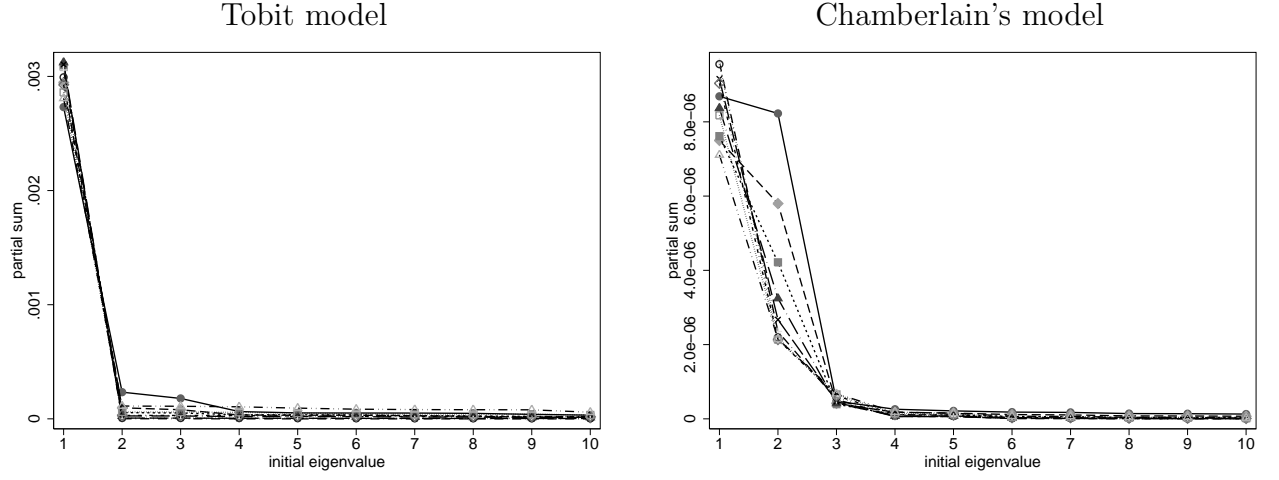 Tobit model
Chamberlain's model
partial sum
.003
.002
.001
0
1 2 3 4 5 6 7 8 9 10
initial eigenvalue
partial sum
8.0e−06
6.0e−06
4.0e−06
2.0e−06
0
1 2 3 4 5 6 7 8 9 10
initial eigenvalue